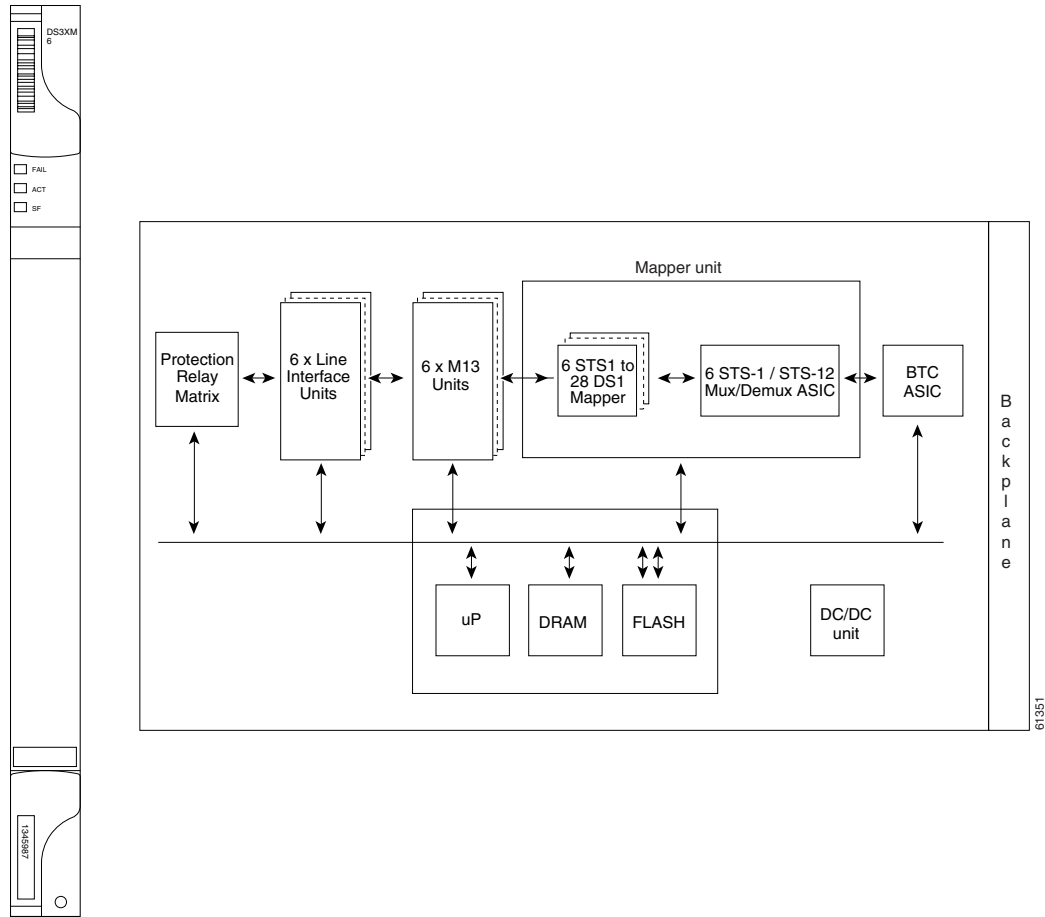 DS3XM
6
FAIL
ACT
SF
Mapper unit
Protection
Relay
Matrix
6 x Line
Interface
Units
6 x M13
Units
6 STS1 to
28 DS1
Mapper
6 STS-1 / STS-12
Mux/Demux ASIC
BTC
ASIC
Backplane
uP
DRAM
FLASH
DC/DC
unit
61351
1345987